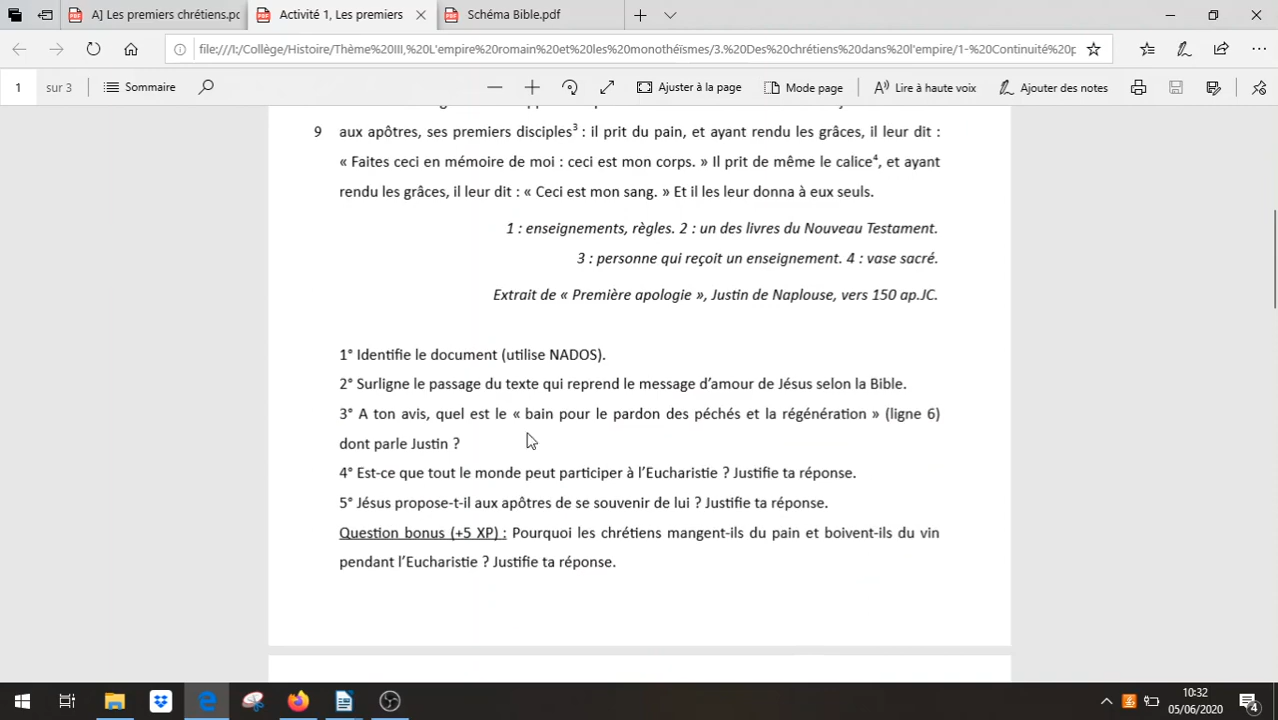 A] Les premiers chrétiens.pc
Activité 1, Les premiers
Schéma Bible.pdf
file:///I:/Collège/Histoire/Thème%20III,%20L'empire%20romain%20et%20les%20monothéïsmes/3.%20Des%20chrétiens%20dans%20l'empire/1-%20Continuité%20p
1 sur 3 Sommaire Ajuster à la page Mode page Lire à haute voix Ajouter des notes
9 aux apôtres, ses premiers disciples3 : il prit du pain, et ayant rendu les grâces, il leur dit :
« Faites ceci en mémoire de moi : ceci est mon corps. » Il prit de même le calice4, et ayant
rendu les grâces, il leur dit : « Ceci est mon sang. » Et il les leur donna à eux seuls.
1 : enseignements, règles. 2 : un des livres du Nouveau Testament.
3 : personne qui reçoit un enseignement. 4 : vase sacré.
Extrait de « Première apologie », Justin de Naplouse, vers 150 ap.JC.
1° Identifie le document (utilise NADOS).
2° Surligne le passage du texte qui reprend le message d'amour de Jésus selon la Bible.
3° A ton avis, quel est le « bain pour le pardon des péchés et la régénération » (ligne 6)
dont parle Justin ?
4° Est-ce que tout le monde peut participer à l'Eucharistie ? Justifie ta réponse.
5° Jésus propose-t-il aux apôtres de se souvenir de lui ? Justifie ta réponse.
Question bonus (+5 XP) : Pourquoi les chrétiens mangent-ils du pain et boivent-ils du vin
pendant l'Eucharistie ? Justifie ta réponse.
10:32
05/06/2020
4